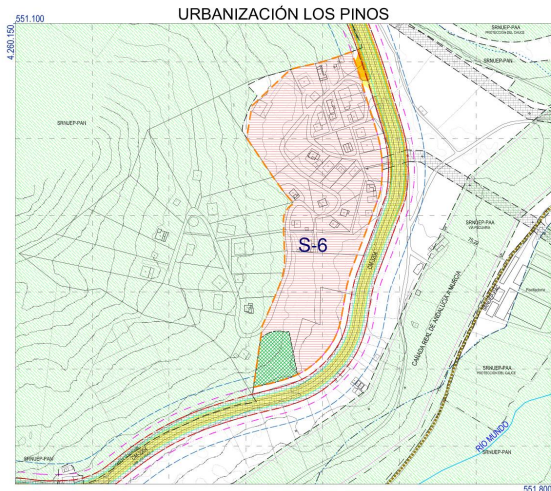 URBANIZACIÓN LOS PINOS
551.100
4.260.150
SRNUEP-PAA
PROTECCIÓN DEL CAUCE
SRNUEP-PAN
SRNUEP-PAN
SRNUEP-PAA
VÍA PECUARIA
S-6
CAÑADA REAL DE ANDALUCIA A MURCIA
SRNUEP-PAA
PROTECCIÓN DEL CAUCE
RÍO MUNDO
SRNUEP-PAN
SRNUEP-PAN
551.800